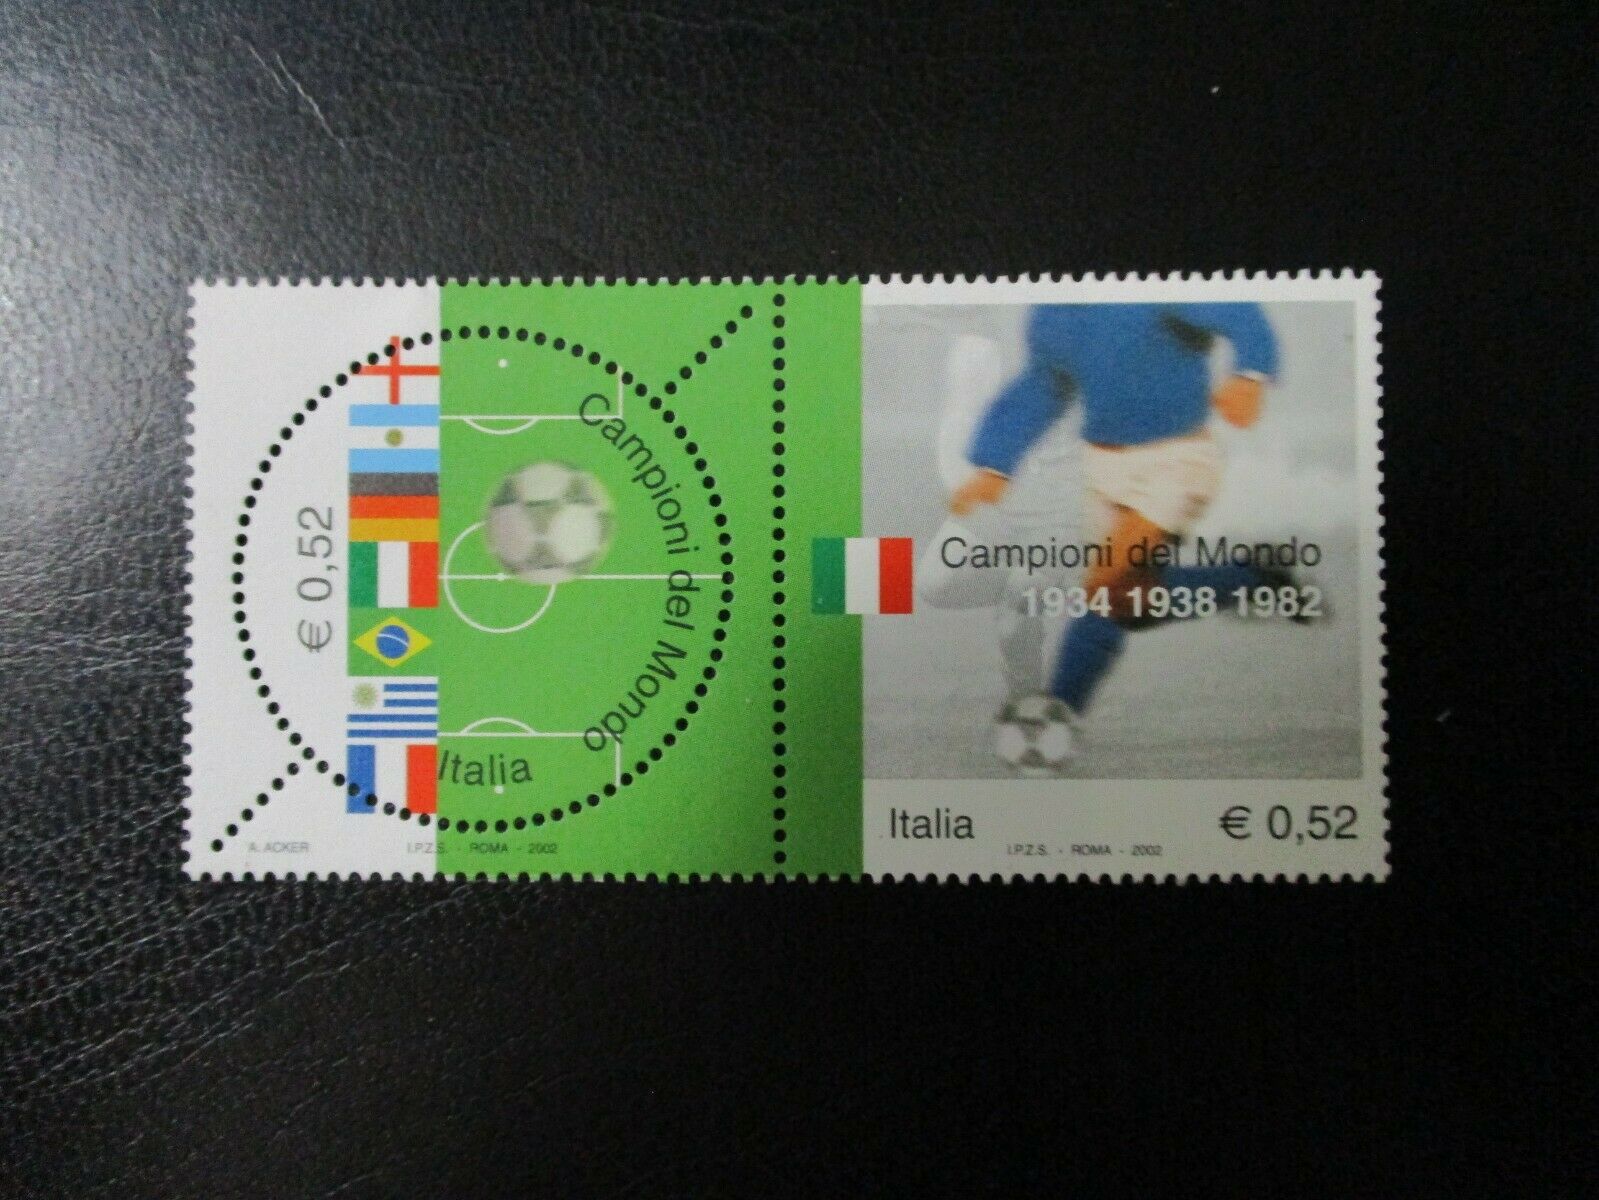 € 0,52
Campioni del Mondo
Italia
A. ACKER
I.P.Z.S. - ROMA - 2002
Campioni del Mondo
1934 1938 1982
Italia
€ 0,52
I.P.Z.S. - ROMA - 2002